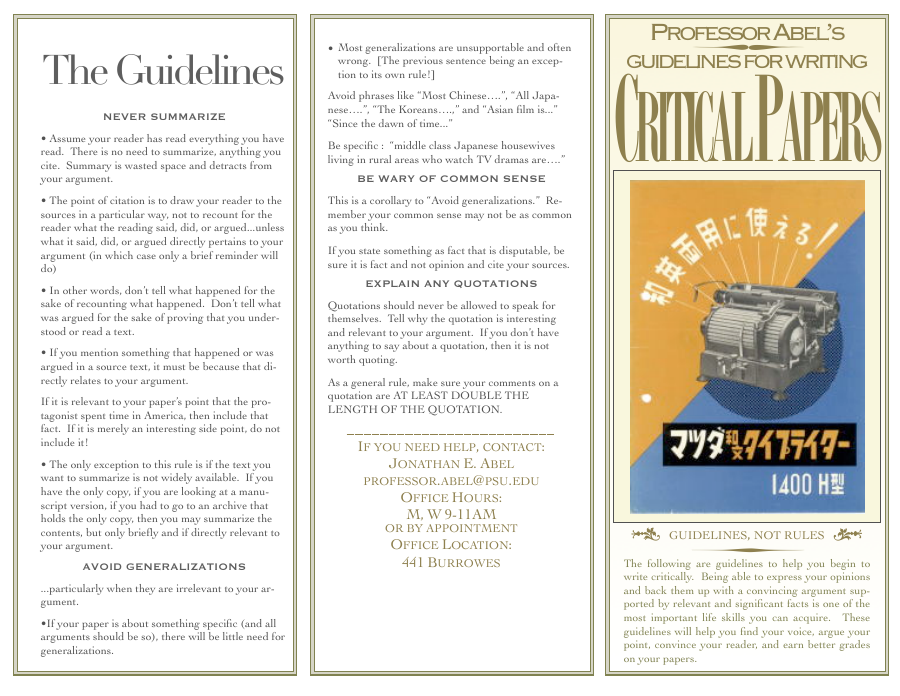 The Guidelines
NEVER SUMMARIZE
• Assume your reader has read everything you have
read.  There is no need to summarize, anything you
cite.  Summary is wasted space and detracts from
your argument.
• The point of citation is to draw your reader to the
sources in a particular way, not to recount for the
reader what the reading said, did, or argued...unless
what it said, did, or argued directly pertains to your
argument (in which case only a brief reminder will
do)
• In other words, don't tell what happened for the
sake of recounting what happened.  Don't tell what
was argued for the sake of proving that you under-
stood or read a text.
• If you mention something that happened or was
argued in a source text, it must be because that di-
rectly relates to your argument.
If it is relevant to your paper's point that the pro-
tagonist spent time in America, then include that
fact.  If it is merely an interesting side point, do not
include it!
• The only exception to this rule is if the text you
want to summarize is not widely available.  If you
have the only copy, if you are looking at a manu-
script version, if you had to go to an archive that
holds the only copy, then you may summarize the
contents, but only briefly and if directly relevant to
your argument.
AVOID GENERALIZATIONS
...particularly when they are irrelevant to your ar-
gument.
•If your paper is about something specific (and all
arguments should be so), there will be little need for
generalizations.
• Most generalizations are unsupportable and often
wrong.  [The previous sentence being an excep-
tion to its own rule!]
Avoid phrases like "Most Chinese….", "All Japa-
nese….", "The Koreans….," and "Asian film is..."
"Since the dawn of time..."
Be specific :  "middle class Japanese housewives
living in rural areas who watch TV dramas are…."
BE WARY OF COMMON SENSE
This is a corollary to "Avoid generalizations."  Re-
member your common sense may not be as common
as you think.
If you state something as fact that is disputable, be
sure it is fact and not opinion and cite your sources.
EXPLAIN ANY QUOTATIONS
Quotations should never be allowed to speak for
themselves.  Tell why the quotation is interesting
and relevant to your argument.  If you don't have
anything to say about a quotation, then it is not
worth quoting.
As a general rule, make sure your comments on a
quotation are AT LEAST DOUBLE THE
LENGTH OF THE QUOTATION.
IF YOU NEED HELP, CONTACT:
JONATHAN E. ABEL
PROFESSOR.ABEL@PSU.EDU
OFFICE HOURS:
M, W 9-11AM
OR BY APPOINTMENT
OFFICE LOCATION:
441 BURROWES
PROFESSOR ABEL'S
GUIDELINES FOR WRITING
CRITICAL PAPERS
和英両用に使える!
マツダ和文タイプライター
1400 H型
GUIDELINES, NOT RULES
The following are guidelines to help you begin to
write critically.  Being able to express your opinions
and back them up with a convincing argument sup-
ported by relevant and significant facts is one of the
most important life skills you can acquire.  These
guidelines will help you find your voice, argue your
point, convince your reader, and earn better grades
on your papers.